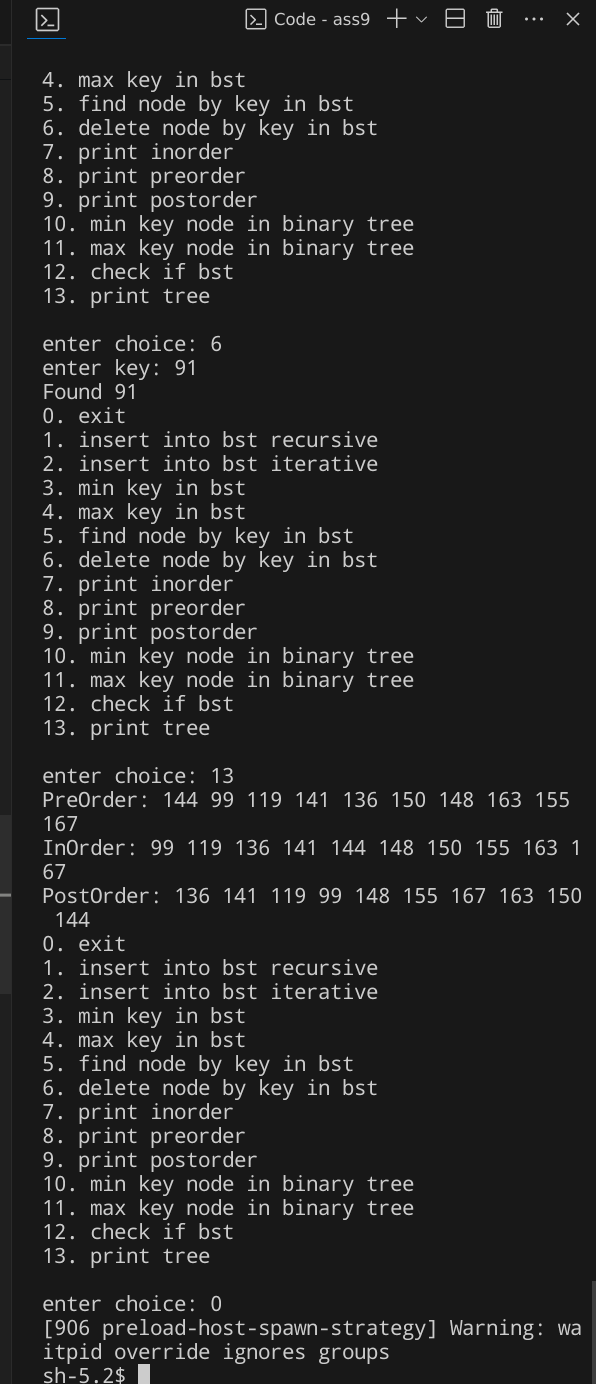 Code - ass9
4. max key in bst
5. find node by key in bst
6. delete node by key in bst
7. print inorder
8. print preorder
9. print postorder
10. min key node in binary tree
11. max key node in binary tree
12. check if bst
13. print tree
enter choice: 6
enter key: 91
Found 91
0. exit
1. insert into bst recursive
2. insert into bst iterative
3. min key in bst
4. max key in bst
5. find node by key in bst
6. delete node by key in bst
7. print inorder
8. print preorder
9. print postorder
10. min key node in binary tree
11. max key node in binary tree
12. check if bst
13. print tree
enter choice: 13
PreOrder: 144 99 119 141 136 150 148 163 155
167
InOrder: 99 119 136 141 144 148 150 155 163 1
67
PostOrder: 136 141 119 99 148 155 167 163 150
144
0. exit
1. insert into bst recursive
2. insert into bst iterative
3. min key in bst
4. max key in bst
5. find node by key in bst
6. delete node by key in bst
7. print inorder
8. print preorder
9. print postorder
10. min key node in binary tree
11. max key node in binary tree
12. check if bst
13. print tree
enter choice: 0
[906 preload-host-spawn-strategy] Warning: wa
itpid override ignores groups
sh-5.2$